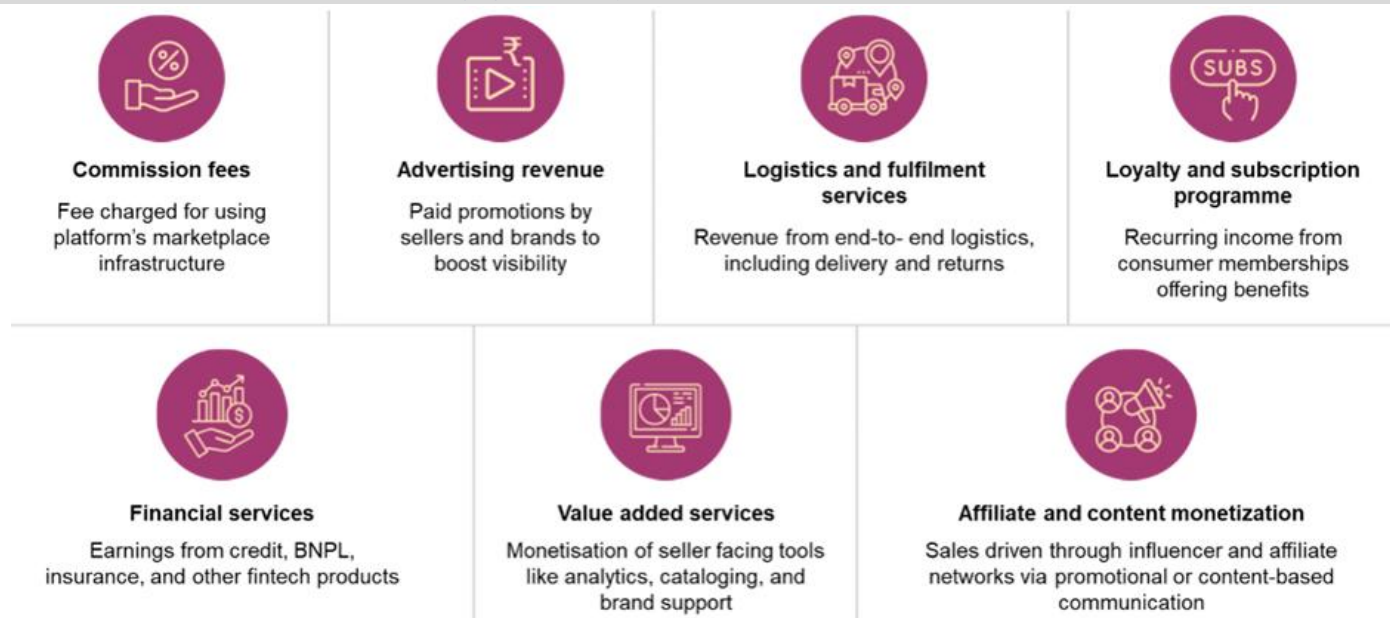 %
₹
SUBS
Commission fees
Fee charged for using
platform's marketplace
infrastructure
Advertising revenue
Paid promotions by
sellers and brands to
boost visibility
Logistics and fulfilment
services
Revenue from end-to- end logistics,
including delivery and returns
Loyalty and subscription
programme
Recurring income from
consumer memberships
offering benefits
$
Financial services
Earnings from credit, BNPL,
insurance, and other fintech products
Value added services
Monetisation of seller facing tools
like analytics, cataloging, and
brand support
Affiliate and content monetization
Sales driven through influencer and affiliate
networks via promotional or content-based
communication